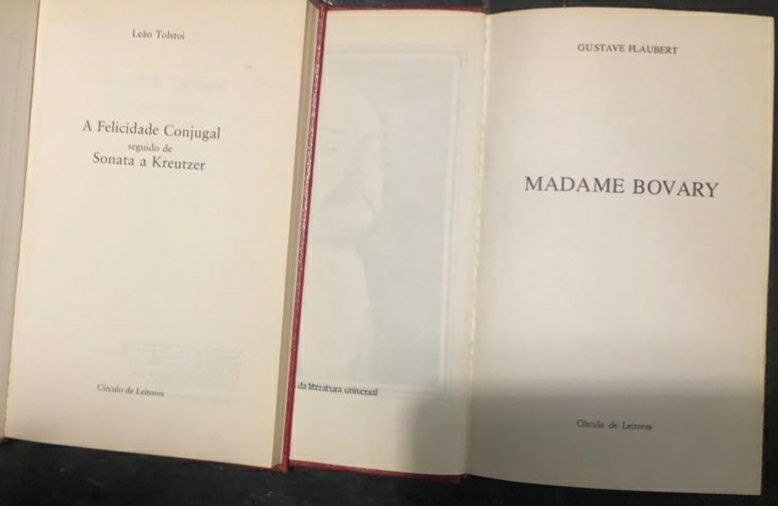 Leão Tolstoi
A Felicidade Conjugal
seguido de
Sonata a Kreutzer
Círculo de Leitores
da literatura universal
GUSTAVE FLAUBERT
MADAME BOVARY
Círculo de Leitores